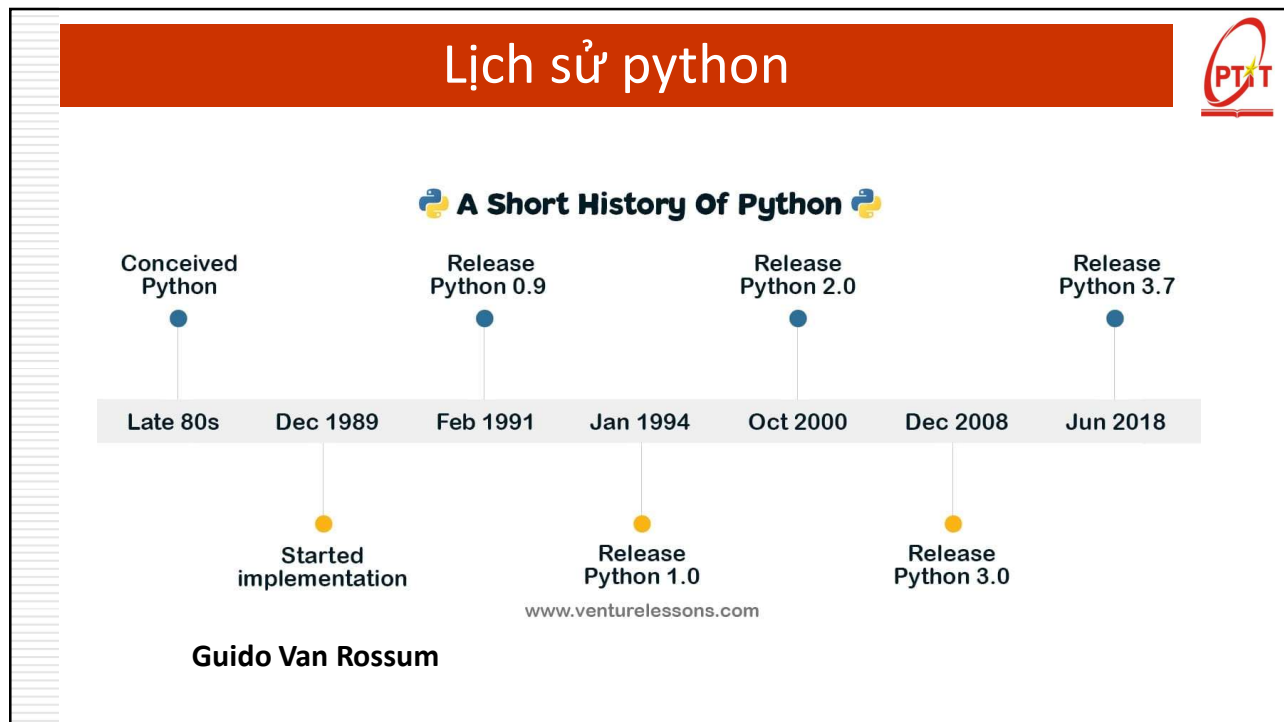 Lịch sử python
PTIT
A Short History Of Python
Conceived
Python
Release
Python 0.9
Release
Python 2.0
Release
Python 3.7
Late 80s Dec 1989 Feb 1991 Jan 1994 Oct 2000 Dec 2008 Jun 2018
Started
implementation
Release
Python 1.0
Release
Python 3.0
www.venturelessons.com
Guido Van Rossum